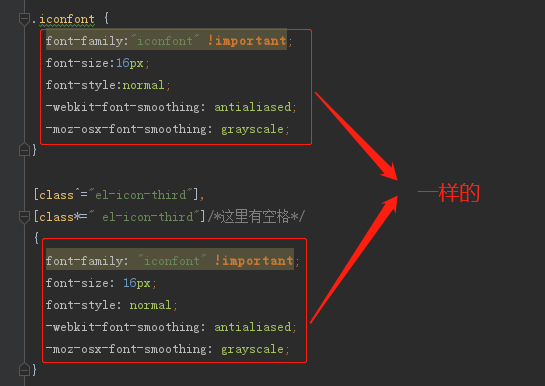 .iconfont {
font-family:"iconfont" !important;
font-size:16px;
font-style:normal;
-webkit-font-smoothing: antialiased;
-moz-osx-font-smoothing: grayscale;
}
一样的
[class^="el-icon-third"],
[class*=" el-icon-third"]/*这里有空格*/
{
font-family: "iconfont" !important;
font-size: 16px;
font-style: normal;
-webkit-font-smoothing: antialiased;
-moz-osx-font-smoothing: grayscale;
}